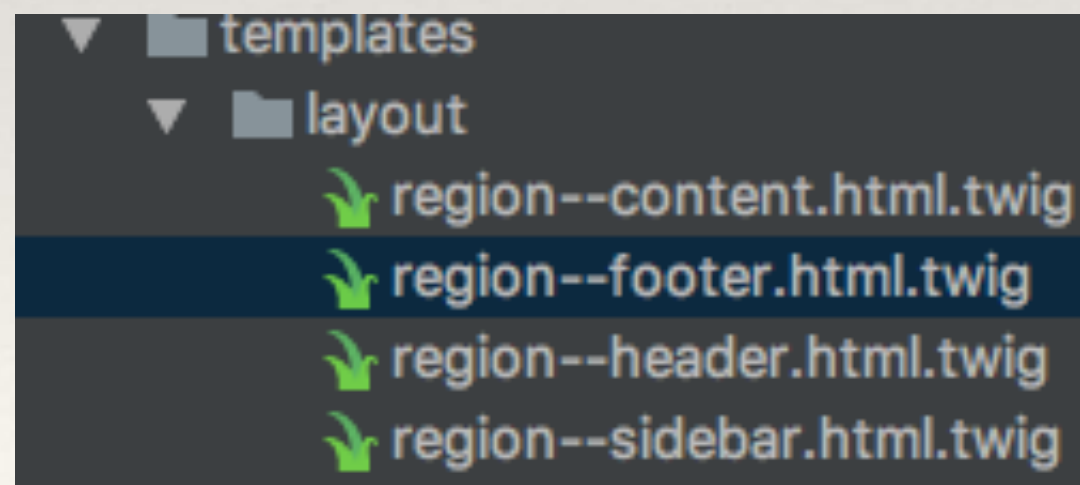 templates
layout
region--content.html.twig
region--footer.html.twig
region--header.html.twig
region--sidebar.html.twig